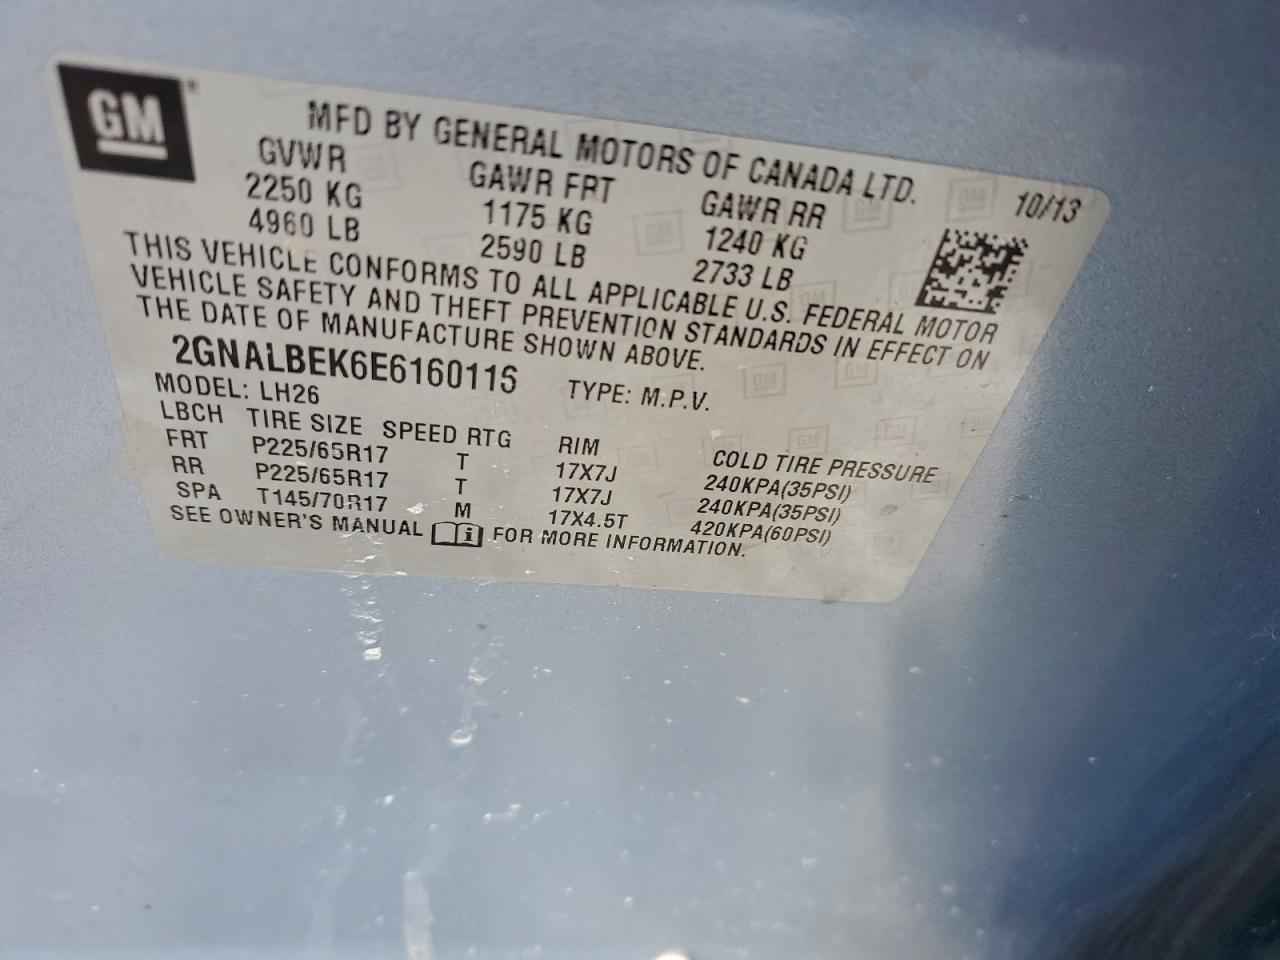 GM®
MFD BY GENERAL MOTORS OF CANADA LTD.
10/13
GVWR GAWR FRT GAWR RR
2250 KG 1175 KG 1240 KG
4960 LB 2590 LB 2733 LB
THIS VEHICLE CONFORMS TO ALL APPLICABLE U.S. FEDERAL MOTOR
VEHICLE SAFETY AND THEFT PREVENTION STANDARDS IN EFFECT ON
THE DATE OF MANUFACTURE SHOWN ABOVE.
2GNALBEK6E6160116 TYPE: M.P.V.
MODEL: LH26
LBCH TIRE SIZE SPEED RTG RIM COLD TIRE PRESSURE
FRT P225/65R17 T 17X7J 240KPA(35PSI)
RR P225/65R17 T 17X7J 240KPA(35PSI)
SPA T145/70R17 M 17X4.5T 420KPA(60PSI)
SEE OWNER'S MANUAL i FOR MORE INFORMATION.